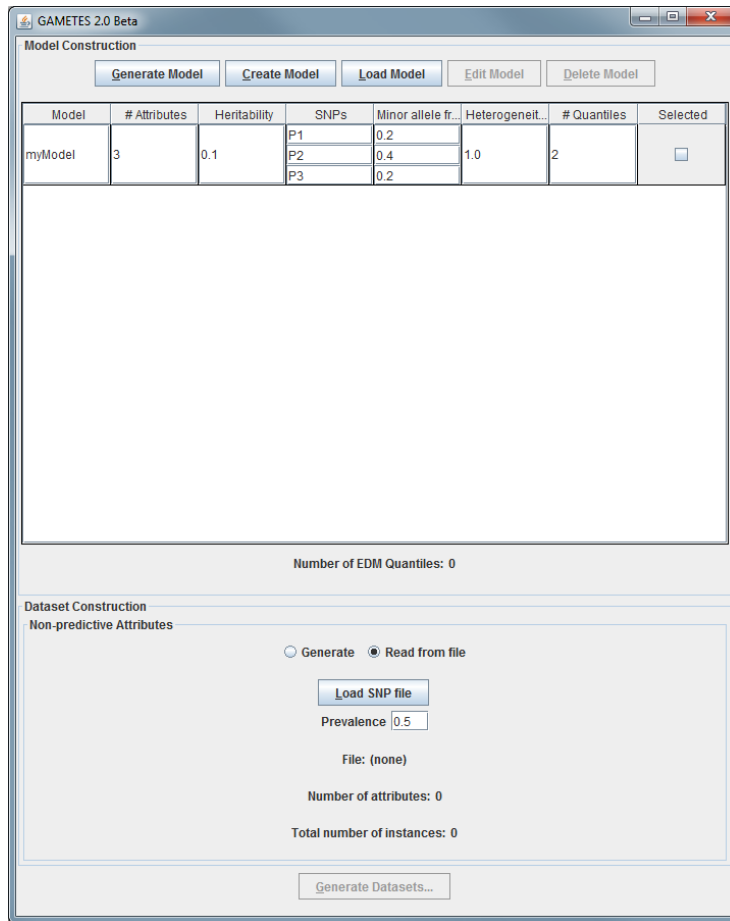 GAMETES 2.0 Beta
Model Construction
Generate Model Create Model Load Model Edit Model Delete Model
Model # Attributes Heritability SNPs Minor allele fr... Heterogeneit... # Quantiles Selected
P1 0.2
myModel 3 0.1 P2 0.4 1.0 2
P3 0.2
Number of EDM Quantiles: 0
Dataset Construction
Non-predictive Attributes
Generate Read from file
Load SNP file
Prevalence 0.5
File: (none)
Number of attributes: 0
Total number of instances: 0
Generate Datasets...